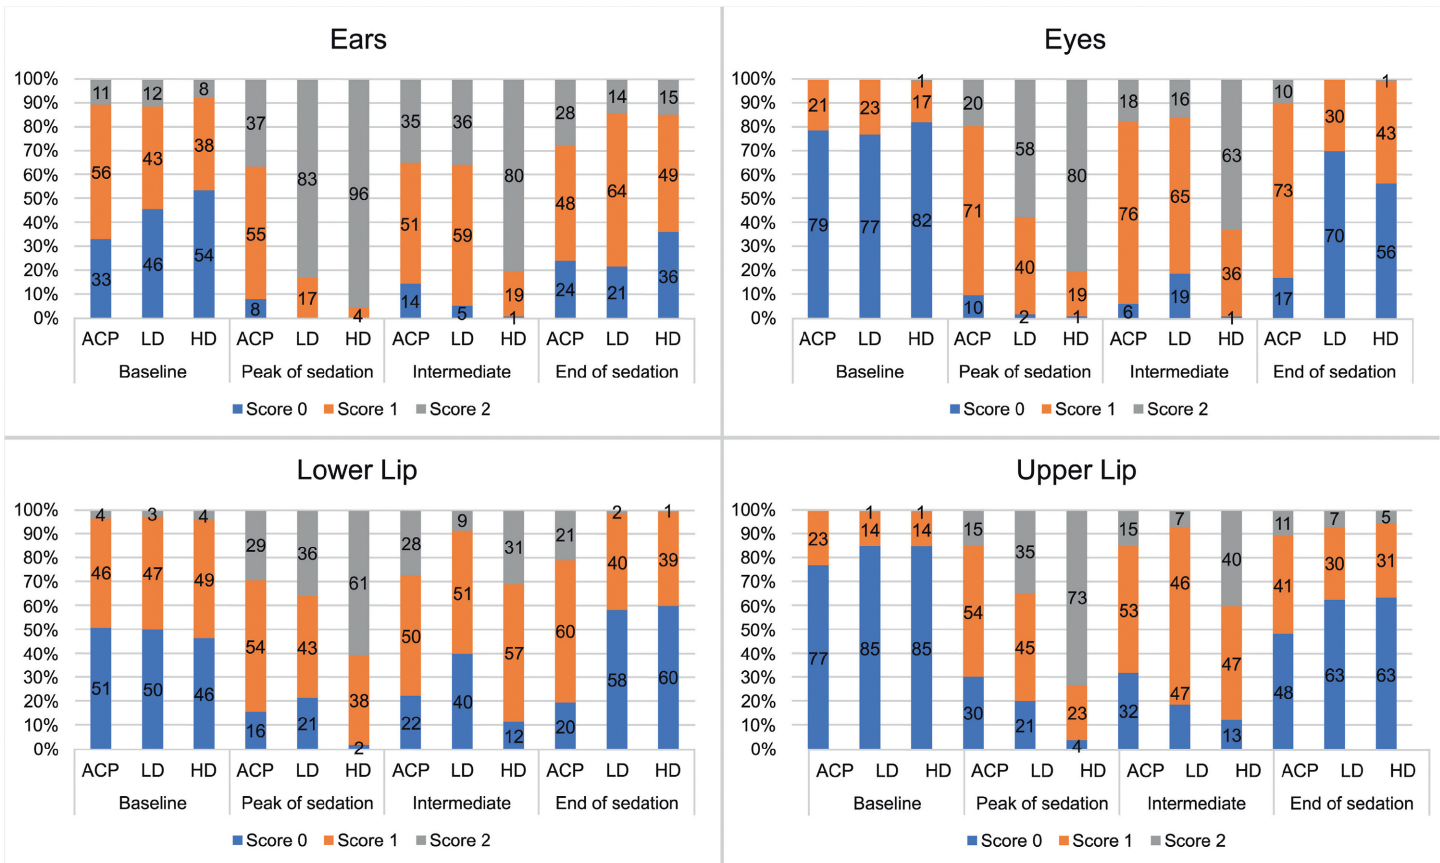 Ears
100%
90%
80%
70%
60%
50%
40%
30%
20%
10%
0%
11 12 8 37 83 96 35 36 80 28 14 15
56 43 38 55 17 4 51 59 19 48 64 49
33 46 54 8 14 5 1 24 21 36
ACP LD HD ACP LD HD ACP LD HD ACP LD HD
Baseline Peak of sedation Intermediate End of sedation
Score 0 Score 1 Score 2
Eyes
100%
90%
80%
70%
60%
50%
40%
30%
20%
10%
0%
1 20 58 80 18 16 63 10 1
21 23 17 71 40 19 76 65 36 73 30 43
79 77 82 10 2 1 6 19 1 17 70 56
ACP LD HD ACP LD HD ACP LD HD ACP LD HD
Baseline Peak of sedation Intermediate End of sedation
Score 0 Score 1 Score 2
Lower Lip
100%
90%
80%
70%
60%
50%
40%
30%
20%
10%
0%
4 3 4 29 36 61 28 9 31 21 2 1
46 47 49 54 43 38 50 51 57 60 40 39
51 50 46 16 21 2 22 40 12 20 58 60
ACP LD HD ACP LD HD ACP LD HD ACP LD HD
Baseline Peak of sedation Intermediate End of sedation
Score 0 Score 1 Score 2
Upper Lip
100%
90%
80%
70%
60%
50%
40%
30%
20%
10%
0%
1 1 15 35 73 15 7 40 11 7 5
23 14 14 54 45 23 53 46 47 41 30 31
77 85 85 30 21 4 32 47 13 48 63 63
ACP LD HD ACP LD HD ACP LD HD ACP LD HD
Baseline Peak of sedation Intermediate End of sedation
Score 0 Score 1 Score 2